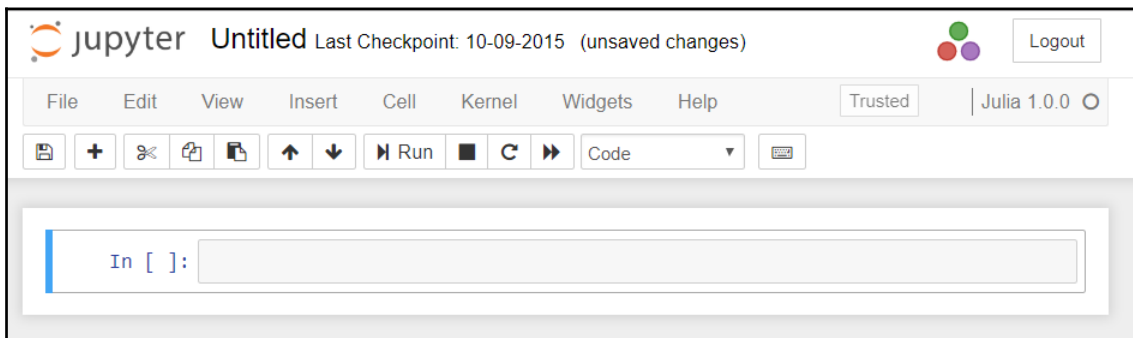 jupyter Untitled Last Checkpoint: 10-09-2015 (unsaved changes) Logout
File Edit View Insert Cell Kernel Widgets Help Trusted Julia 1.0.0
Run Code
In [ ]: